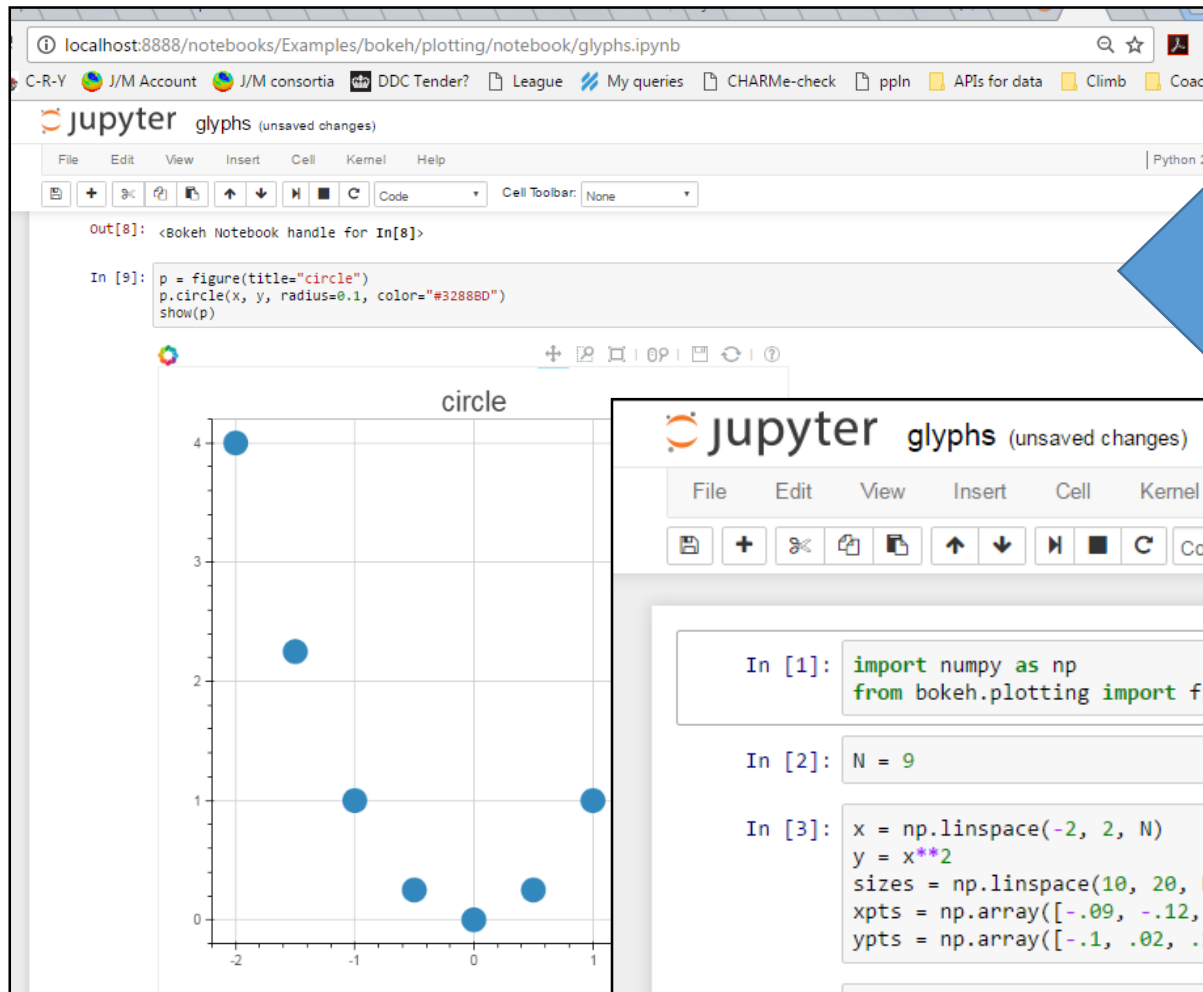 localhost:8888/notebooks/Examples/bokeh/plotting/notebook/glyphs.ipynb
C-R-Y J/M Account J/M consortia DDC Tender? League My queries CHARMe-check ppln APIs for data Climb Coac
jupyter glyphs (unsaved changes)
File Edit View Insert Cell Kernel Help Python 2
Code Cell Toolbar: None
Out[8]: <Bokeh Notebook handle for In[8]>
In [9]: p = figure(title="circle")
p.circle(x, y, radius=0.1, color="#3288BD")
show(p)
circle
4
3
2
1
0
-2 -1 0 1
jupyter glyphs (unsaved changes)
File Edit View Insert Cell Kernel
Co
In [1]: import numpy as np
from bokeh.plotting import f
In [2]: N = 9
In [3]: x = np.linspace(-2, 2, N)
y = x**2
sizes = np.linspace(10, 20,
xpts = np.array([-.09, -.12,
ypts = np.array([-.1, .02, .